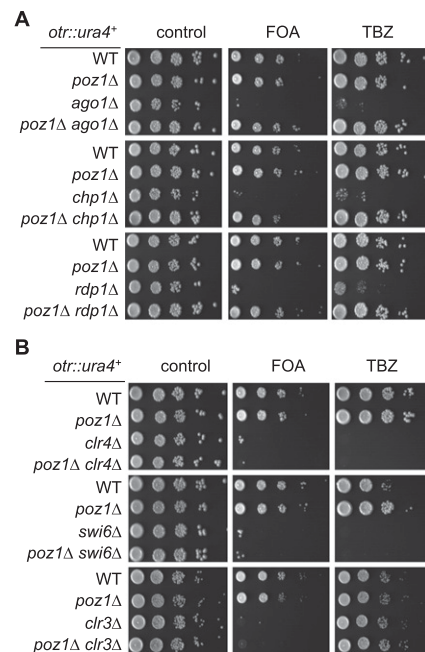 A
otr::ura4⁺ control FOA TBZ
WT
poz1Δ
ago1Δ
poz1Δ ago1Δ
WT
poz1Δ
chp1Δ
poz1Δ chp1Δ
WT
poz1Δ
rdp1Δ
poz1Δ rdp1Δ
B
otr::ura4⁺ control FOA TBZ
WT
poz1Δ
clr4Δ
poz1Δ clr4Δ
WT
poz1Δ
swi6Δ
poz1Δ swi6Δ
WT
poz1Δ
clr3Δ
poz1Δ clr3Δ